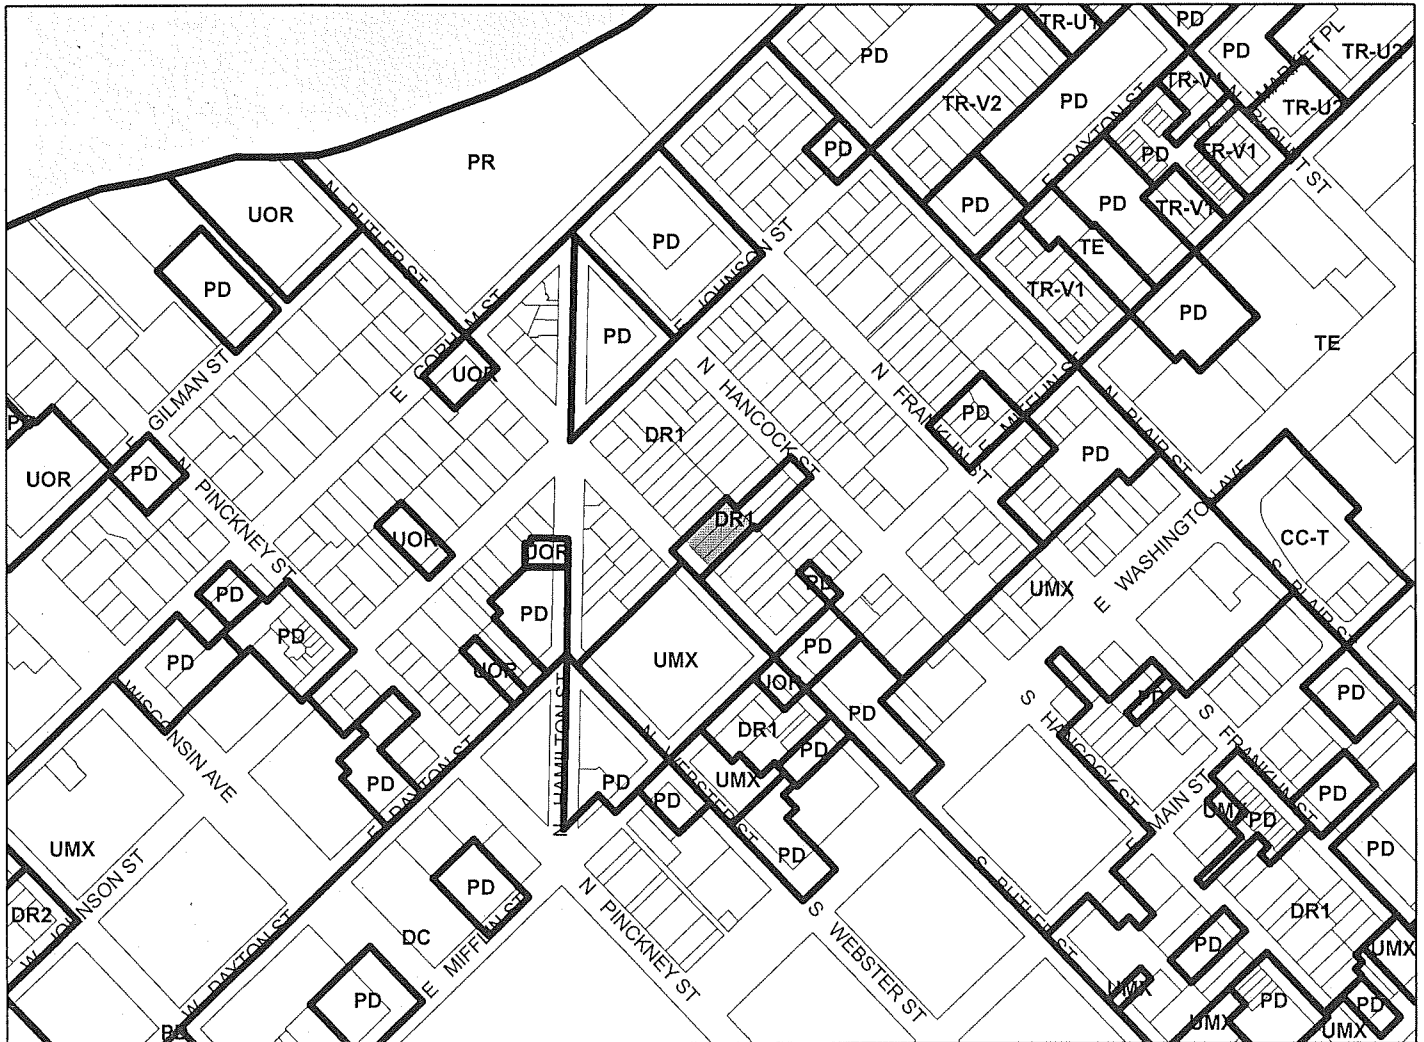 TR-U1
PD
PD
N
MARKET PL
TR-U2
PD
TR-V1
TR-V2
PD
E DAYTON ST
TR-U2
N BLOUNT ST
PD
PD
TR-V1
PR
UOR
N BUTLER ST
PD
PD
TR-V1
PD
E JOHNSON ST
TE
PD
TR-V1
E GORHAM ST
PD
PD
TE
UOR
E GILMAN ST
N HANCOCK ST
N FRANKLIN ST
E MIFFLIN ST
N BLAIR ST
PD
DR1
PD
UOR
PD
N PINCKNEY ST
DR1
E WASHINGTON AVE
CC-T
UOR
UOR
S BLAIR ST
PD
UMX
PD
PD
PD
PD
UMX
PD
UOR
UOR
PD
PD
PD
WISCONSIN AVE
N HAMILTON ST
S HANCOCK ST
S FRANKLIN ST
DR1
PD
N WEBSTER ST
UMX
PD
PD
PD
E DAYTON ST
E MAIN ST
UMX
PD
PD
UMX
W JOHNSON ST
PD
PD
PD
S BUTLER ST
DR2
W DAYTON ST
DC
E MIFFLIN ST
N PINCKNEY ST
S WEBSTER ST
DR1
PD
UMX
PD
UMX
PD
PD
UMX
UMX